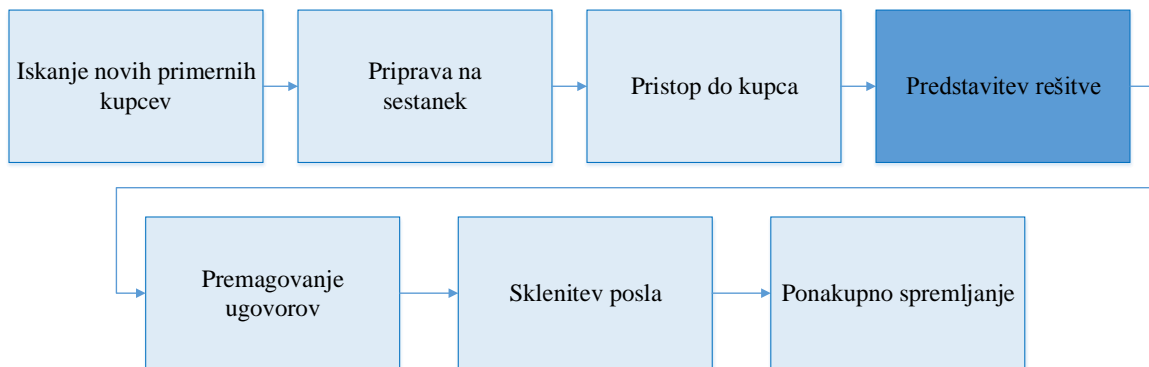 Iskanje novih primernih
kupcev
Priprava na
sestanek
Pristop do kupca
Predstavitev rešitve
Premagovanje
ugovorov
Sklenitev posla
Ponakupno spremljanje